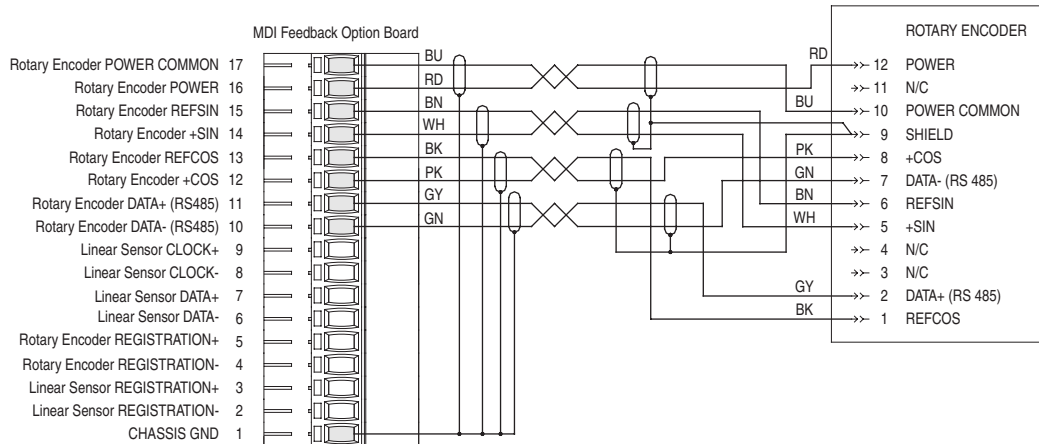 MDI Feedback Option Board
Rotary Encoder POWER COMMON 17
Rotary Encoder POWER 16
Rotary Encoder REFSIN 15
Rotary Encoder +SIN 14
Rotary Encoder REFCOS 13
Rotary Encoder +COS 12
Rotary Encoder DATA+ (RS485) 11
Rotary Encoder DATA- (RS485) 10
Linear Sensor CLOCK+ 9
Linear Sensor CLOCK- 8
Linear Sensor DATA+ 7
Linear Sensor DATA- 6
Rotary Encoder REGISTRATION+ 5
Rotary Encoder REGISTRATION- 4
Linear Sensor REGISTRATION+ 3
Linear Sensor REGISTRATION- 2
CHASSIS GND 1
BU
RD
BN
WH
BK
PK
GY
GN
ROTARY ENCODER
RD 12 POWER
11 N/C
BU 10 POWER COMMON
9 SHIELD
PK 8 +COS
GN 7 DATA- (RS 485)
BN 6 REFSIN
WH 5 +SIN
4 N/C
3 N/C
GY 2 DATA+ (RS 485)
BK 1 REFCOS